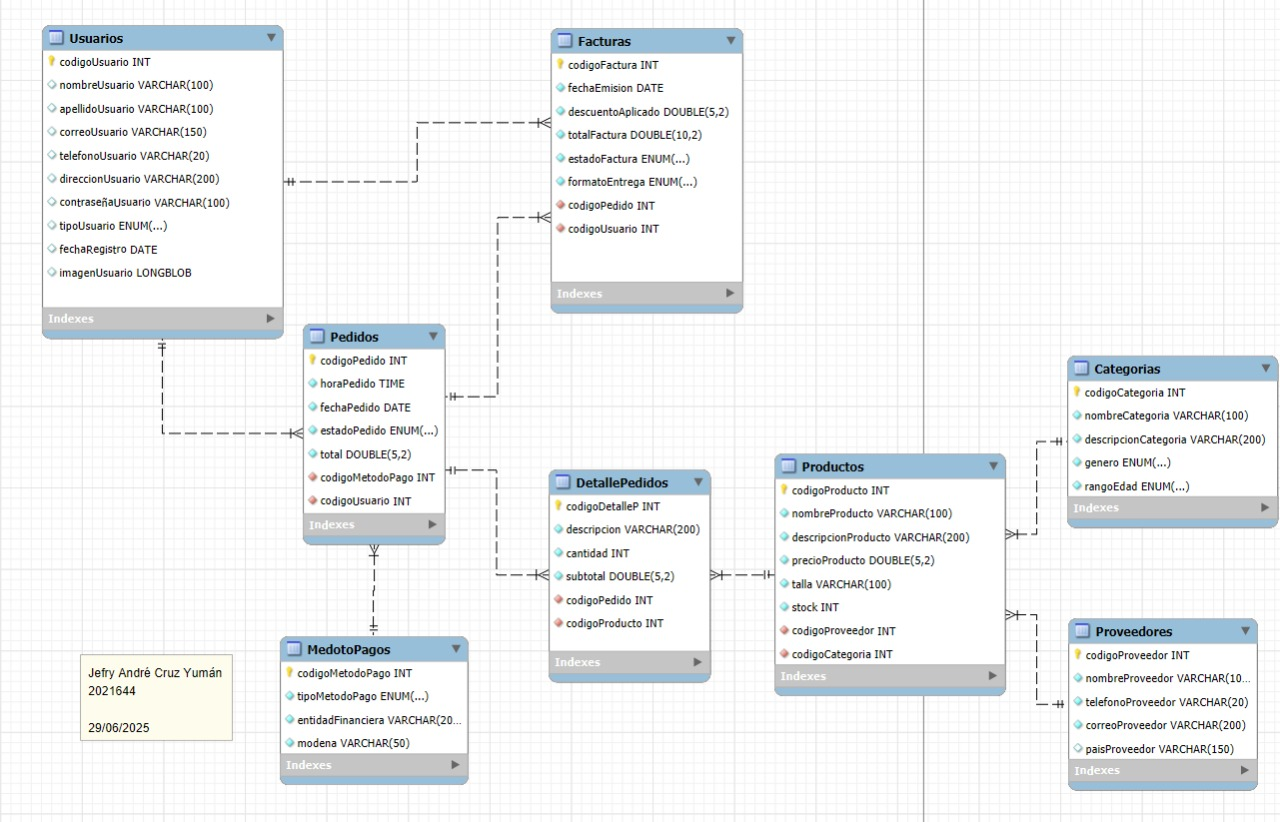 Usuarios
codigoUsuario INT
nombreUsuario VARCHAR(100)
apellidoUsuario VARCHAR(100)
correoUsuario VARCHAR(150)
telefonoUsuario VARCHAR(20)
direccionUsuario VARCHAR(200)
contraseñaUsuario VARCHAR(100)
tipoUsuario ENUM(...)
fechaRegistro DATE
imagenUsuario LONGBLOB
Indexes
Facturas
codigoFactura INT
fechaEmision DATE
descuentoAplicado DOUBLE(5,2)
totalFactura DOUBLE(10,2)
estadoFactura ENUM(...)
formatoEntrega ENUM(...)
codigoPedido INT
codigoUsuario INT
Indexes
Pedidos
codigoPedido INT
horaPedido TIME
fechaPedido DATE
estadoPedido ENUM(...)
total DOUBLE(5,2)
codigoMetodoPago INT
codigoUsuario INT
Indexes
Categorias
codigoCategoria INT
nombreCategoria VARCHAR(100)
descripcionCategoria VARCHAR(200)
genero ENUM(...)
rangoEdad ENUM(...)
Indexes
DetallePedidos
codigoDetalleP INT
descripcion VARCHAR(200)
cantidad INT
subtotal DOUBLE(5,2)
codigoPedido INT
codigoProducto INT
Indexes
Productos
codigoProducto INT
nombreProducto VARCHAR(100)
descripcionProducto VARCHAR(200)
precioProducto DOUBLE(5,2)
talla VARCHAR(100)
stock INT
codigoProveedor INT
codigoCategoria INT
Indexes
Proveedores
codigoProveedor INT
nombreProveedor VARCHAR(10...
telefonoProveedor VARCHAR(20)
correoProveedor VARCHAR(200)
paisProveedor VARCHAR(150)
Indexes
MedotoPagos
codigoMetodoPago INT
tipoMetodoPago ENUM(...)
entidadFinanciera VARCHAR(20...
modena VARCHAR(50)
Indexes
Jefry André Cruz Yumán
2021644
29/06/2025